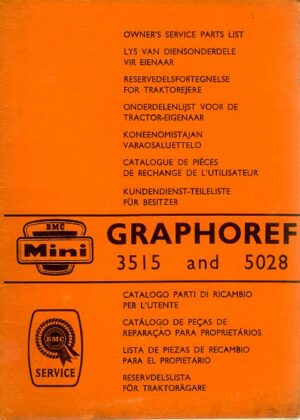 OWNER'S SERVICE PARTS LIST
LYS VAN DIENSONDERDELE
VIR EIENAAR
RESERVEDELSFORTEGNELSE
FOR TRAKTOREJERE
ONDERDELENLIJST VOOR DE
TRACTOR-EIGENAAR
KONEENOMISTAJAN
VARAOSALUETTELO
CATALOGUE DE PIÈCES
DE RECHANGE DE L'UTILISATEUR
KUNDENDIENST-TEILELISTE
FÜR BESITZER
BMC
Mini
GRAPHOREF
3515 and 5028
CATALOGO PARTI DI RICAMBIO
PER L'UTENTE
CATÁLOGO DE PEÇAS DE
REPARAÇÃO PARA PROPRIETÁRIOS
LISTA DE PIEZAS DE RECAMBIO
PARA EL PROPIETARIO
RESERVDELSLISTA
FÖR TRAKTORÄGARE
BMC
SERVICE